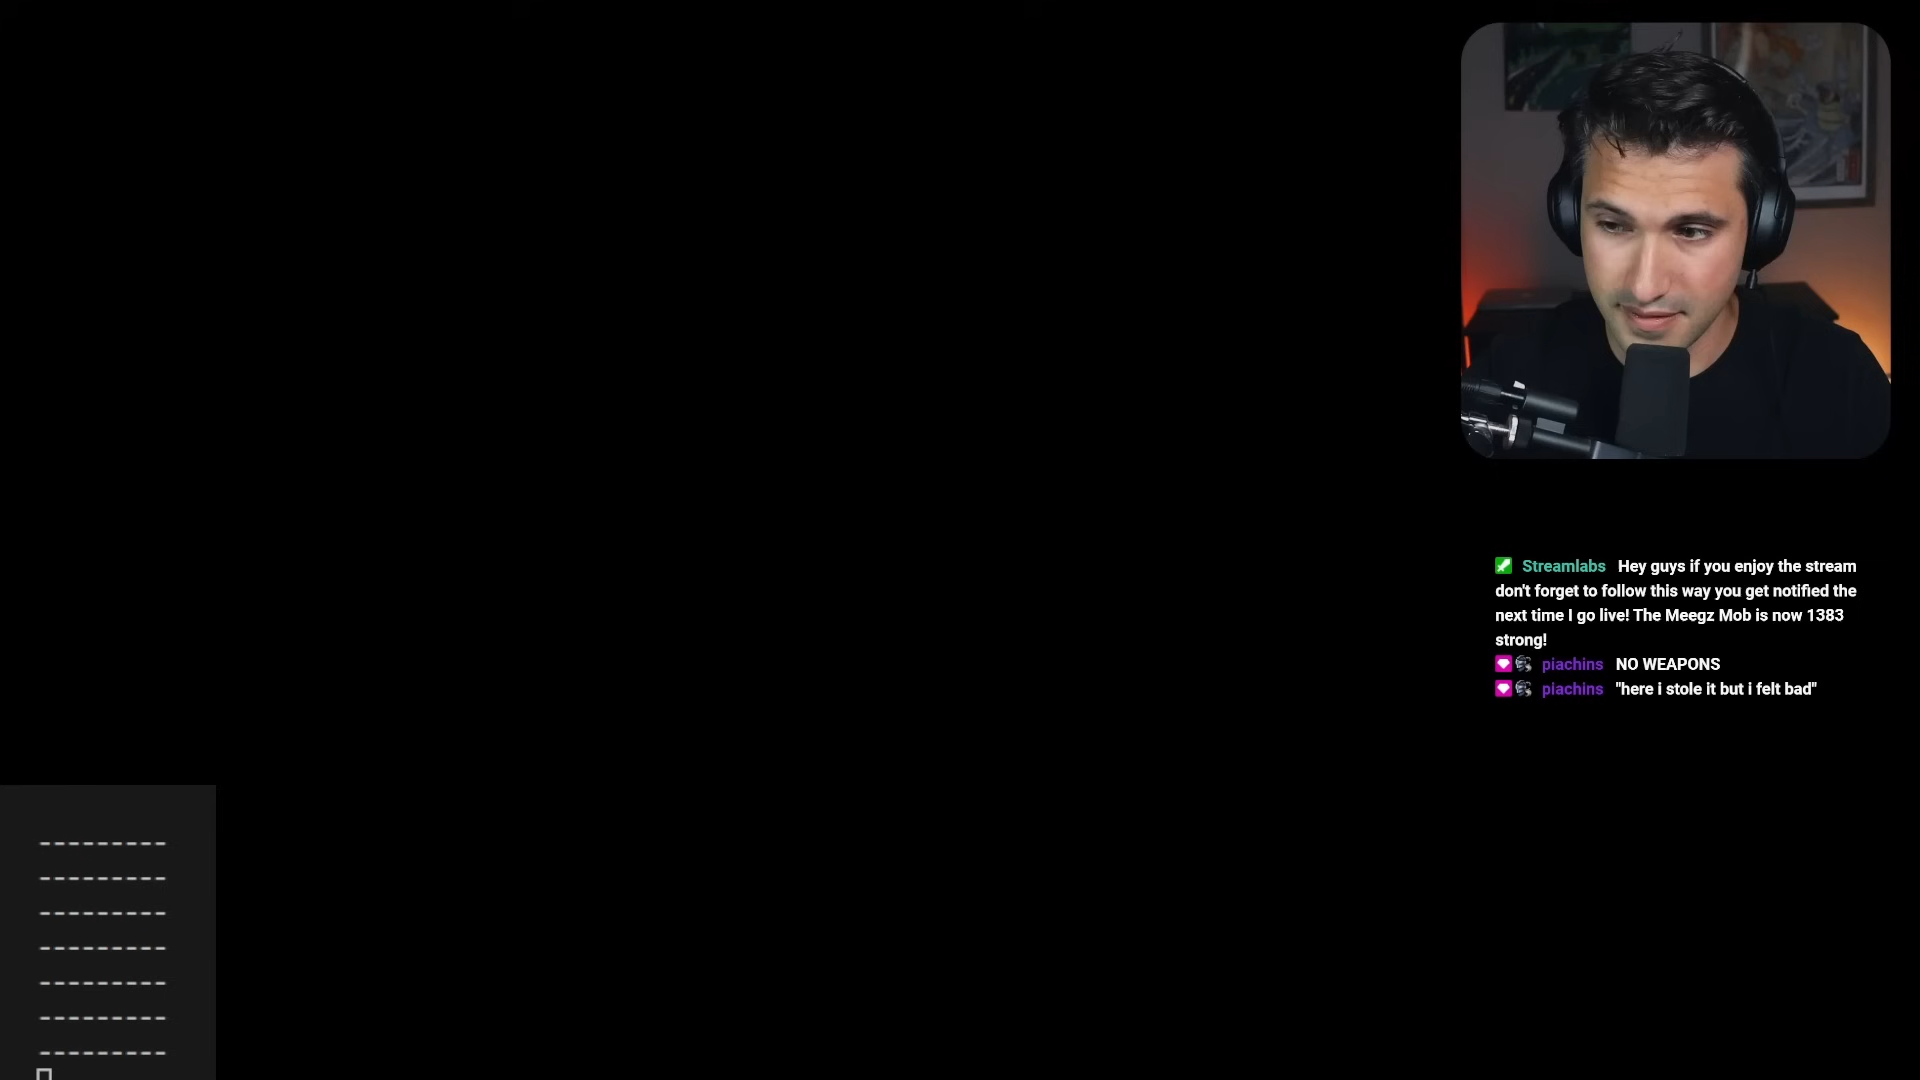 Streamlabs Hey guys if you enjoy the stream
don't forget to follow this way you get notified the
next time I go live! The Meegz Mob is now 1383
strong!
piachins NO WEAPONS
piachins "here i stole it but i felt bad"
---------
---------
---------
---------
---------
---------
---------